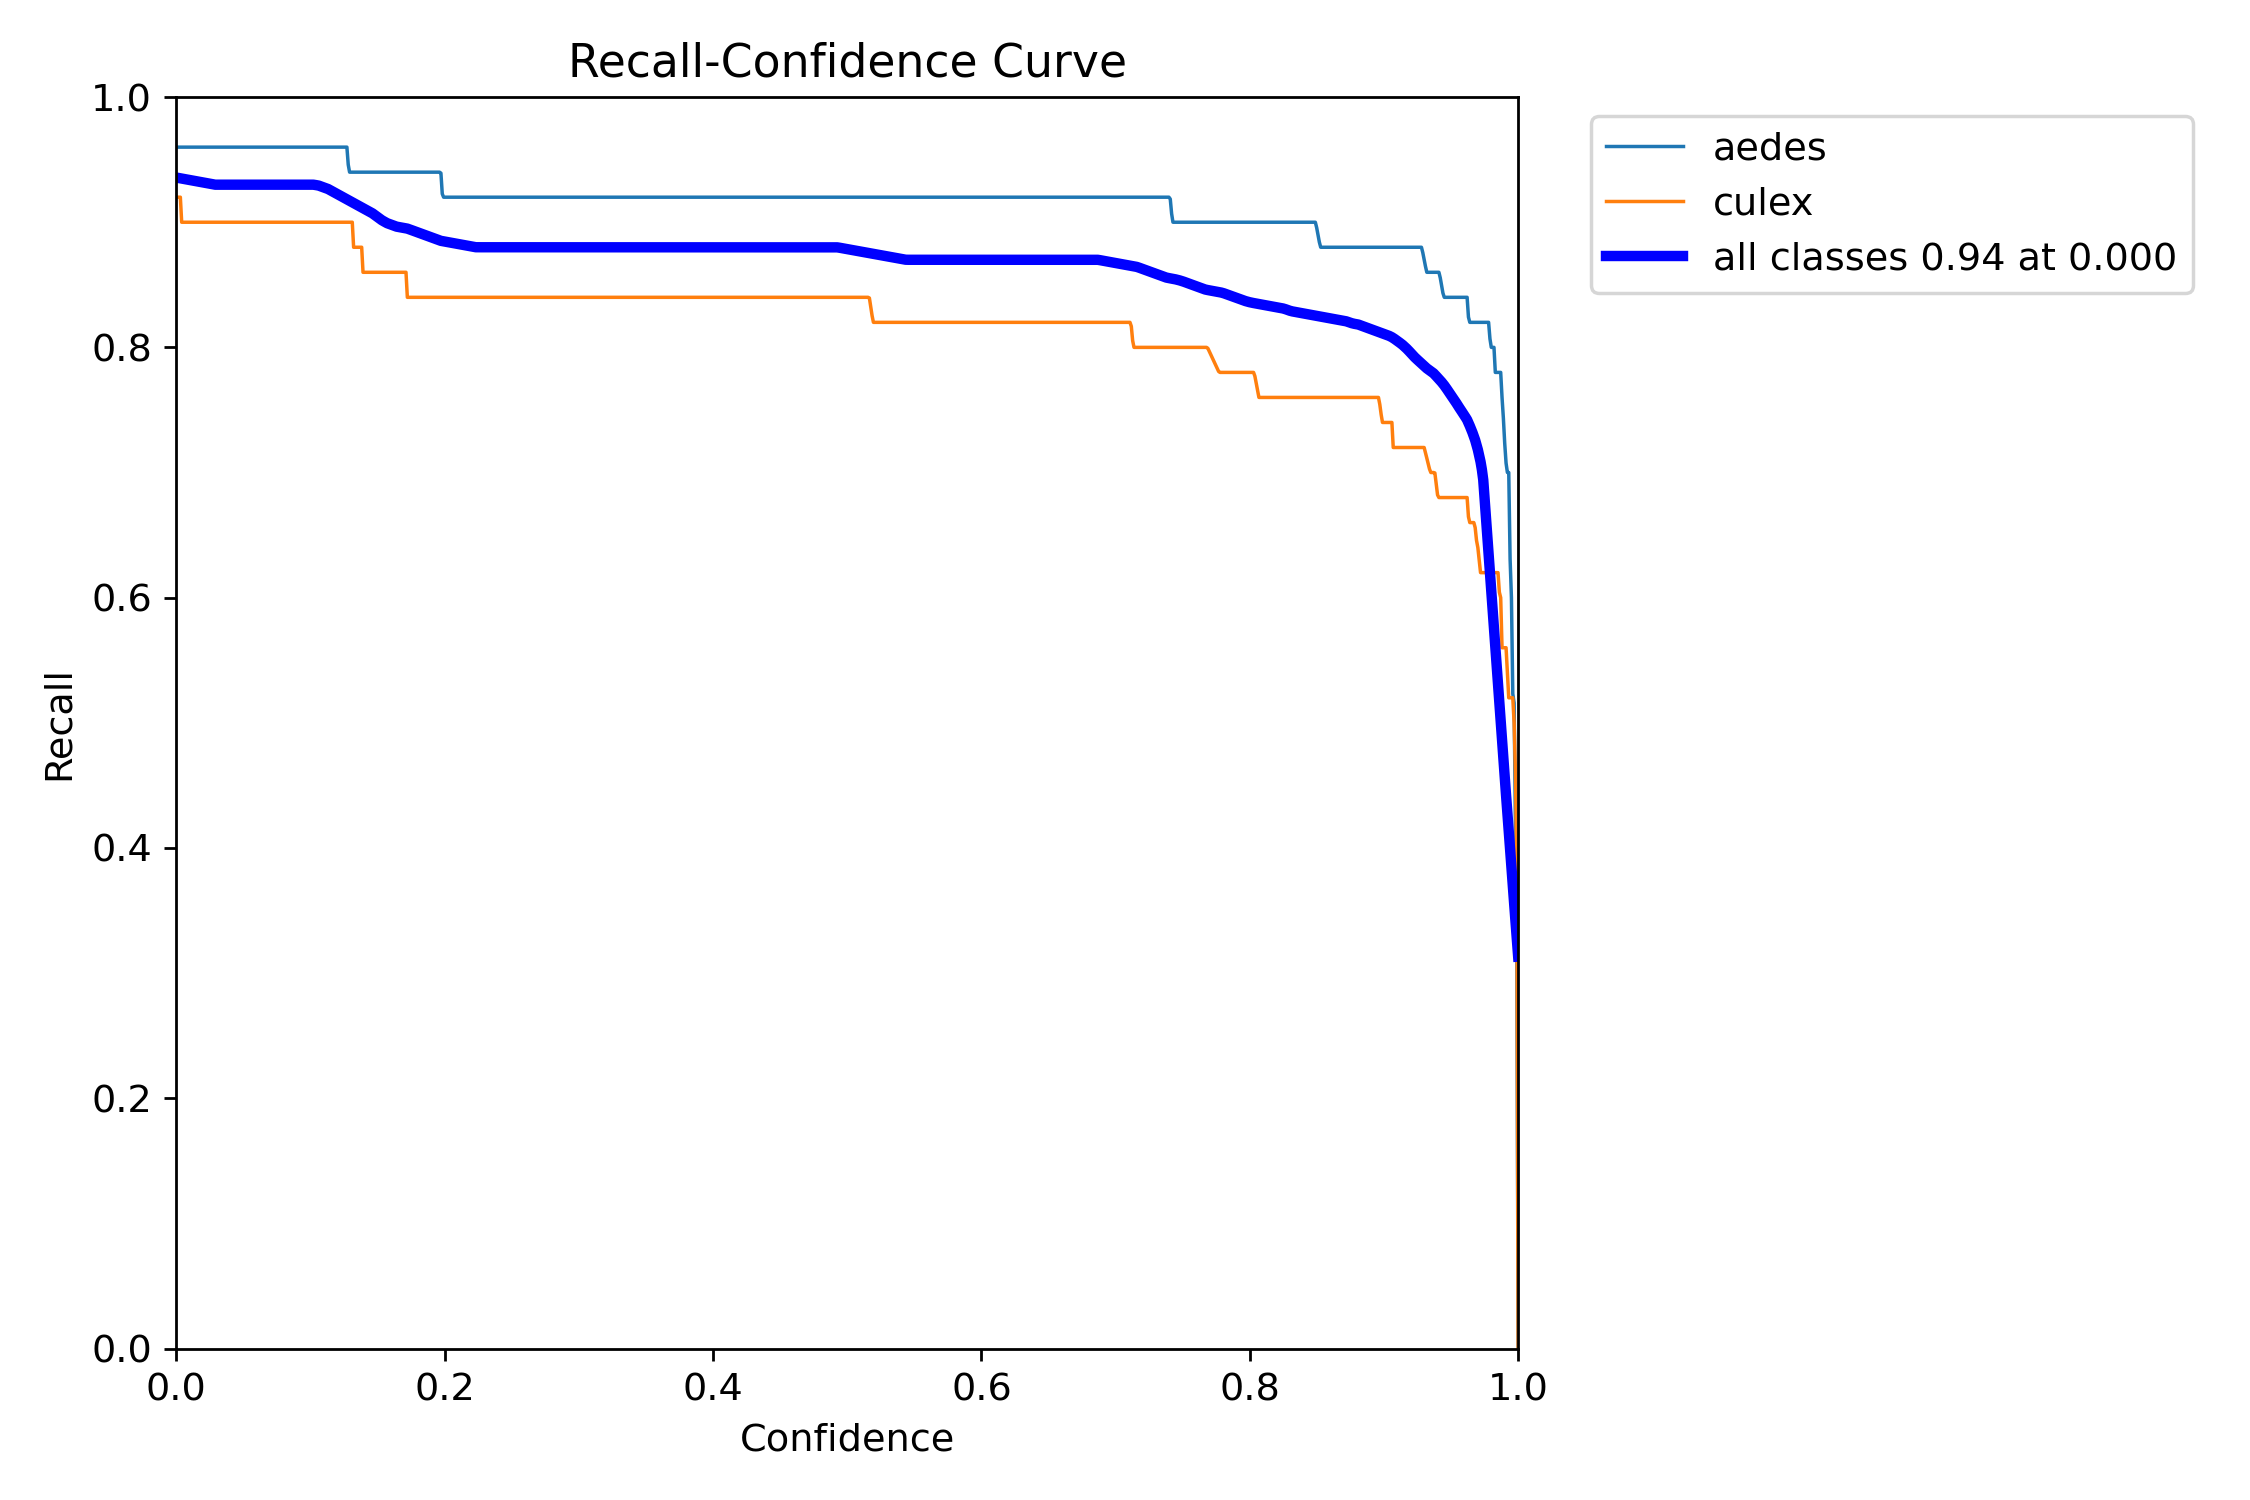 Recall-Confidence Curve
1.0
0.8
0.6
0.4
0.2
0.0
Recall
0.0 0.2 0.4 0.6 0.8 1.0
Confidence
aedes
culex
all classes 0.94 at 0.000